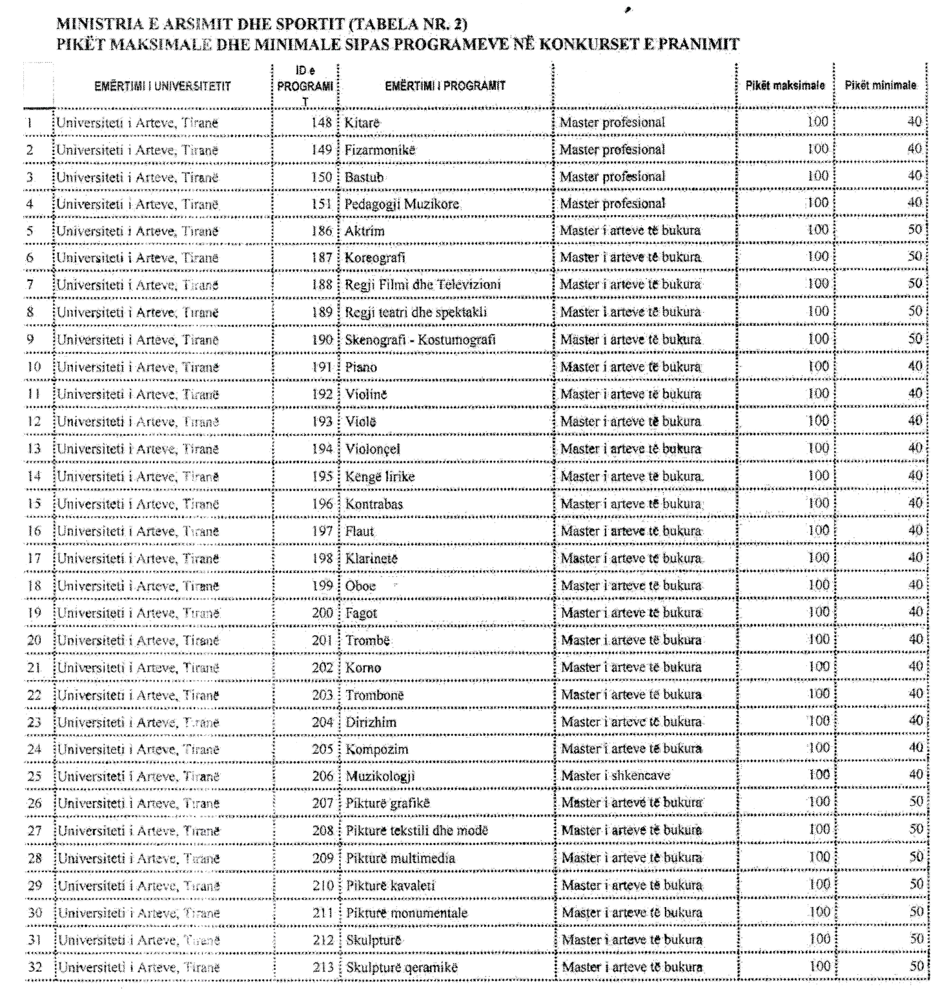 MINISTRIA E ARSIMIT DHE SPORTIT (TABELA NR. 2)
PIKËT MAKSIMALE DHE MINIMALE SIPAS PROGRAMEVE NË KONKURSET E PRANIMIT
EMËRTIMI I UNIVERSITETIT ID e PROGRAMIT EMËRTIMI I PROGRAMIT Pikët maksimale Pikët minimale
1 Universiteti i Arteve, Tiranë 148 Kitarë Master profesional 100 40
2 Universiteti i Arteve, Tiranë 149 Fizarmonikë Master profesional 100 40
3 Universiteti i Arteve, Tiranë 150 Bastub Master profesional 100 40
4 Universiteti i Arteve, Tiranë 151 Pedagogji Muzikore Master profesional 100 40
5 Universiteti i Arteve, Tiranë 186 Aktrim Master i arteve të bukura 100 50
6 Universiteti i Arteve, Tiranë 187 Koreografi Master i arteve të bukura 100 50
7 Universiteti i Arteve, Tiranë 188 Regji Filmi dhe Televizioni Master i arteve të bukura 100 50
8 Universiteti i Arteve, Tiranë 189 Regji teatri dhe spektakli Master i arteve të bukura 100 50
9 Universiteti i Arteve, Tiranë 190 Skenografi - Kostumografi Master i arteve të bukura 100 50
10 Universiteti i Arteve, Tiranë 191 Piano Master i arteve të bukura 100 40
11 Universiteti i Arteve, Tiranë 192 Violinë Master i arteve të bukura 100 40
12 Universiteti i Arteve, Tiranë 193 Violë Master i arteve të bukura 100 40
13 Universiteti i Arteve, Tiranë 194 Violonçel Master i arteve të bukura 100 40
14 Universiteti i Arteve, Tiranë 195 Këngë lirike Master i arteve të bukura 100 40
15 Universiteti i Arteve, Tiranë 196 Kontrabas Master i arteve të bukura 100 40
16 Universiteti i Arteve, Tiranë 197 Flaut Master i arteve të bukura 100 40
17 Universiteti i Arteve, Tiranë 198 Klarinetë Master i arteve të bukura 100 40
18 Universiteti i Arteve, Tiranë 199 Oboe Master i arteve të bukura 100 40
19 Universiteti i Arteve, Tiranë 200 Fagot Master i arteve të bukura 100 40
20 Universiteti i Arteve, Tiranë 201 Trombë Master i arteve të bukura 100 40
21 Universiteti i Arteve, Tiranë 202 Korno Master i arteve të bukura 100 40
22 Universiteti i Arteve, Tiranë 203 Trombonë Master i arteve të bukura 100 40
23 Universiteti i Arteve, Tiranë 204 Dirizhim Master i arteve të bukura 100 40
24 Universiteti i Arteve, Tiranë 205 Kompozim Master i arteve të bukura 100 40
25 Universiteti i Arteve, Tiranë 206 Muzikologji Master i shkencave 100 40
26 Universiteti i Arteve, Tiranë 207 Pikturë grafikë Master i arteve të bukura 100 50
27 Universiteti i Arteve, Tiranë 208 Pikturë tekstili dhe modë Master i arteve të bukura 100 50
28 Universiteti i Arteve, Tiranë 209 Pikturë multimedia Master i arteve të bukura 100 50
29 Universiteti i Arteve, Tiranë 210 Pikturë kavaleti Master i arteve të bukura 100 50
30 Universiteti i Arteve, Tiranë 211 Pikturë monumentale Master i arteve të bukura 100 50
31 Universiteti i Arteve, Tiranë 212 Skulpturë Master i arteve të bukura 100 50
32 Universiteti i Arteve, Tiranë 213 Skulpturë qeramikë Master i arteve të bukura 100 50